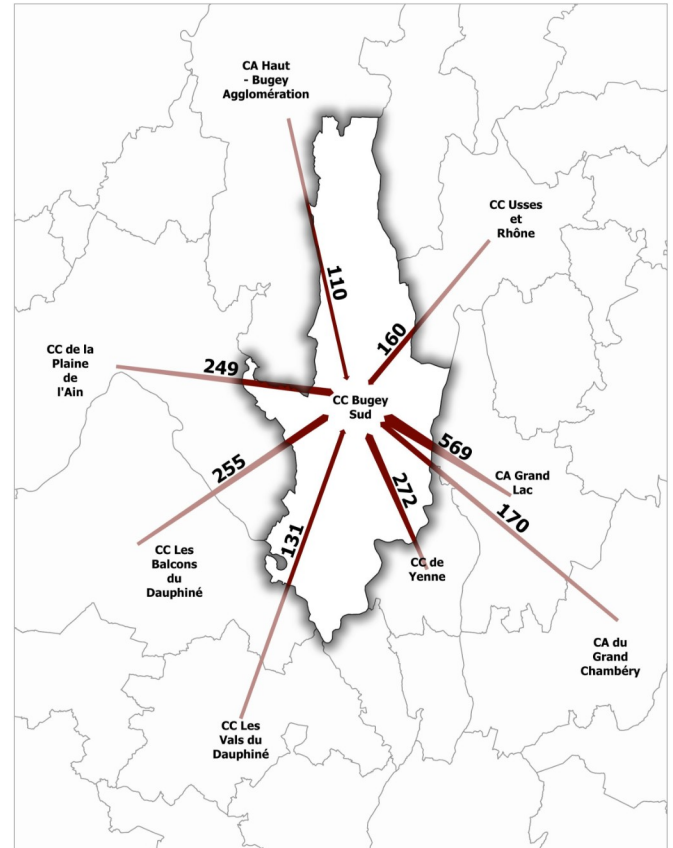 CA Haut
- Bugey
Agglomération
CC Usses
et
Rhône
110
160
CC de la
Plaine
de
l'Ain
249
CC Bugey
Sud
569
CA Grand
Lac
255
272
170
131
CC Les
Balcons
du
Dauphiné
CC de
Yenne
CA du
Grand
Chambéry
CC Les
Vals du
Dauphiné